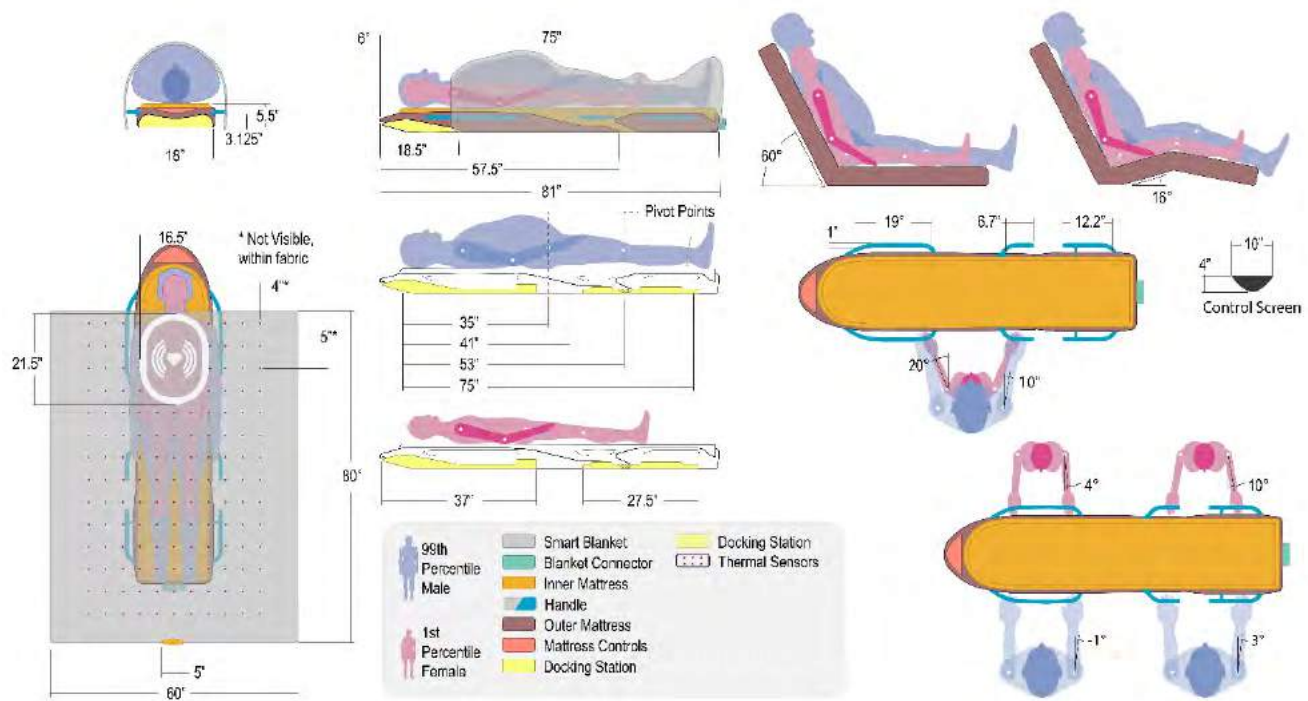 6"
75"
5.5"
3.125"
18"
18.5"
57.5"
81"
60°
16°
16.5"
* Not Visible,
within fabric
4"*
5"*
21.5"
80"
5"
60"
Pivot Points
35"
41"
53"
75"
37"
27.5"
19"
6.7"
12.2"
1"
10"
4"
Control Screen
20°
10°
4°
10°
-1°
3°
99th
Percentile
Male
1st
Percentile
Female
Smart Blanket
Blanket Connector
Inner Mattress
Handle
Outer Mattress
Mattress Controls
Docking Station
Docking Station
Thermal Sensors